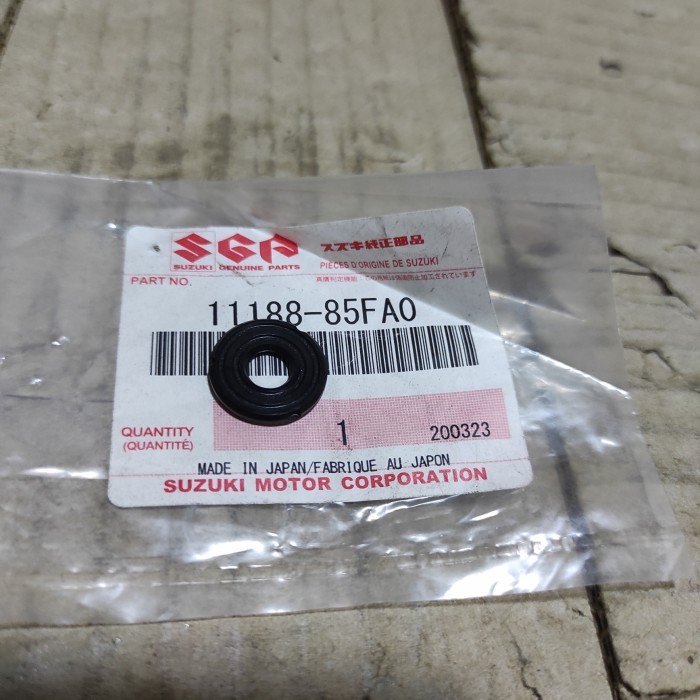 SGP スズキ純正部品
SUZUKI GENUINE PARTS PIÈCES D'ORIGINE DE SUZUKI
PART NO.
11188-85FA0
QUANTITY 1 200323
(QUANTITÉ)
MADE IN JAPAN/FABRIQUE AU JAPON
SUZUKI MOTOR CORPORATION